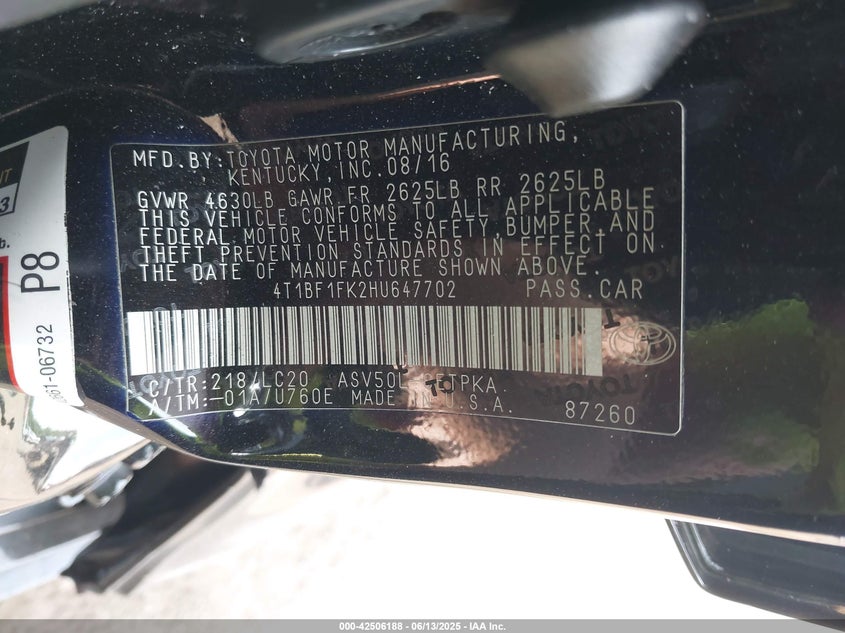 MFD.BY:TOYOTA MOTOR MANUFACTURING,
KENTUCKY,INC.08/16
GVWR 4630LB GAWR FR 2625LB RR 2625LB
THIS VEHICLE CONFORMS TO ALL APPLICABLE
FEDERAL MOTOR VEHICLE SAFETY,BUMPER,AND
THEFT PREVENTION STANDARDS IN EFFECT ON
THE DATE OF MANUFACTURE SHOWN ABOVE.
4T1BF1FK2HU647702 PASS.CAR
C/TR:218/LC20 ASV50L
A/TM:-01A/U760E MADE IN U.S.A. 87260
P8
06732
000-42506188 - 06/13/2025 - IAA Inc.